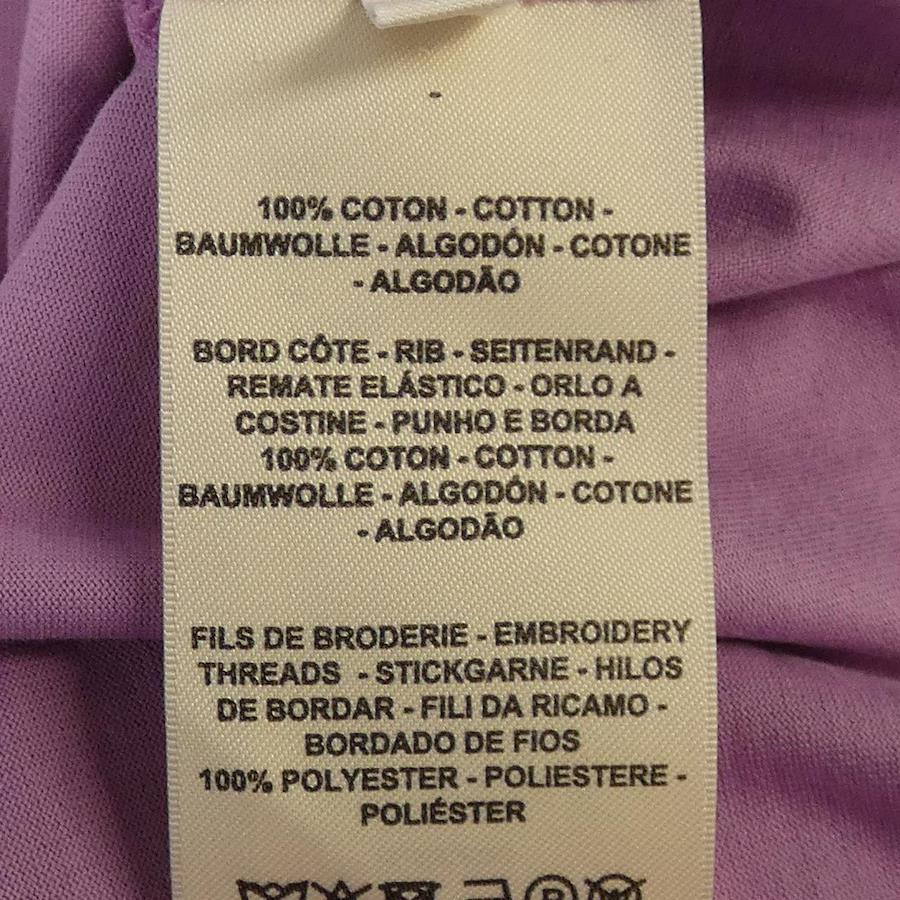 -
100% COTON - COTTON -
BAUMWOLLE - ALGODÓN - COTONE
- ALGODÃO
BORD CÔTE - RIB - SEITENRAND -
REMATE ELÁSTICO - ORLO A
COSTINE - PUNHO E BORDA
100% COTON - COTTON -
BAUMWOLLE - ALGODÓN - COTONE
- ALGODÃO
FILS DE BRODERIE - EMBROIDERY
THREADS - STICKGARNE - HILOS
DE BORDAR - FILI DA RICAMO -
BORDADO DE FIOS
100% POLYESTER - POLIESTERE -
POLIÉSTER